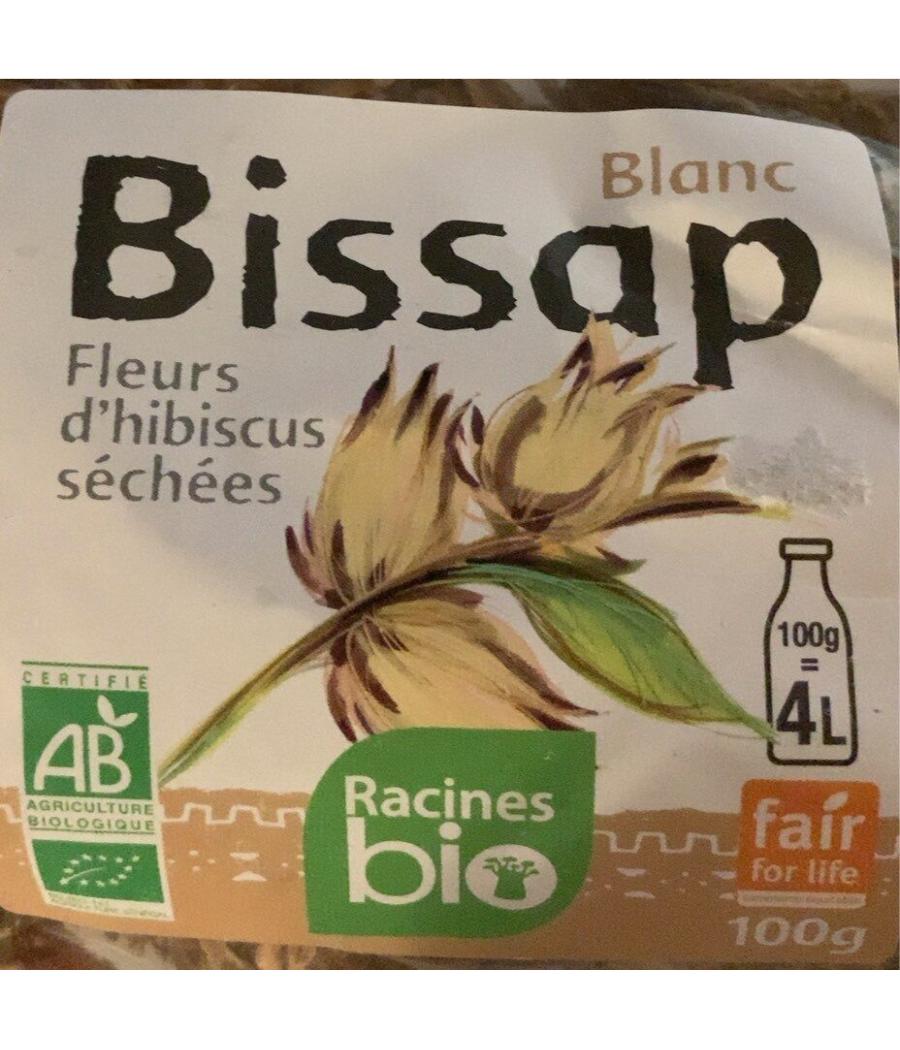 Blanc
Bissap
Fleurs
d'hibiscus
séchées
100g
=
4L
CERTIFIÉ
AB
AGRICULTURE
BIOLOGIQUE
Racines
bio
fair
for life
100g